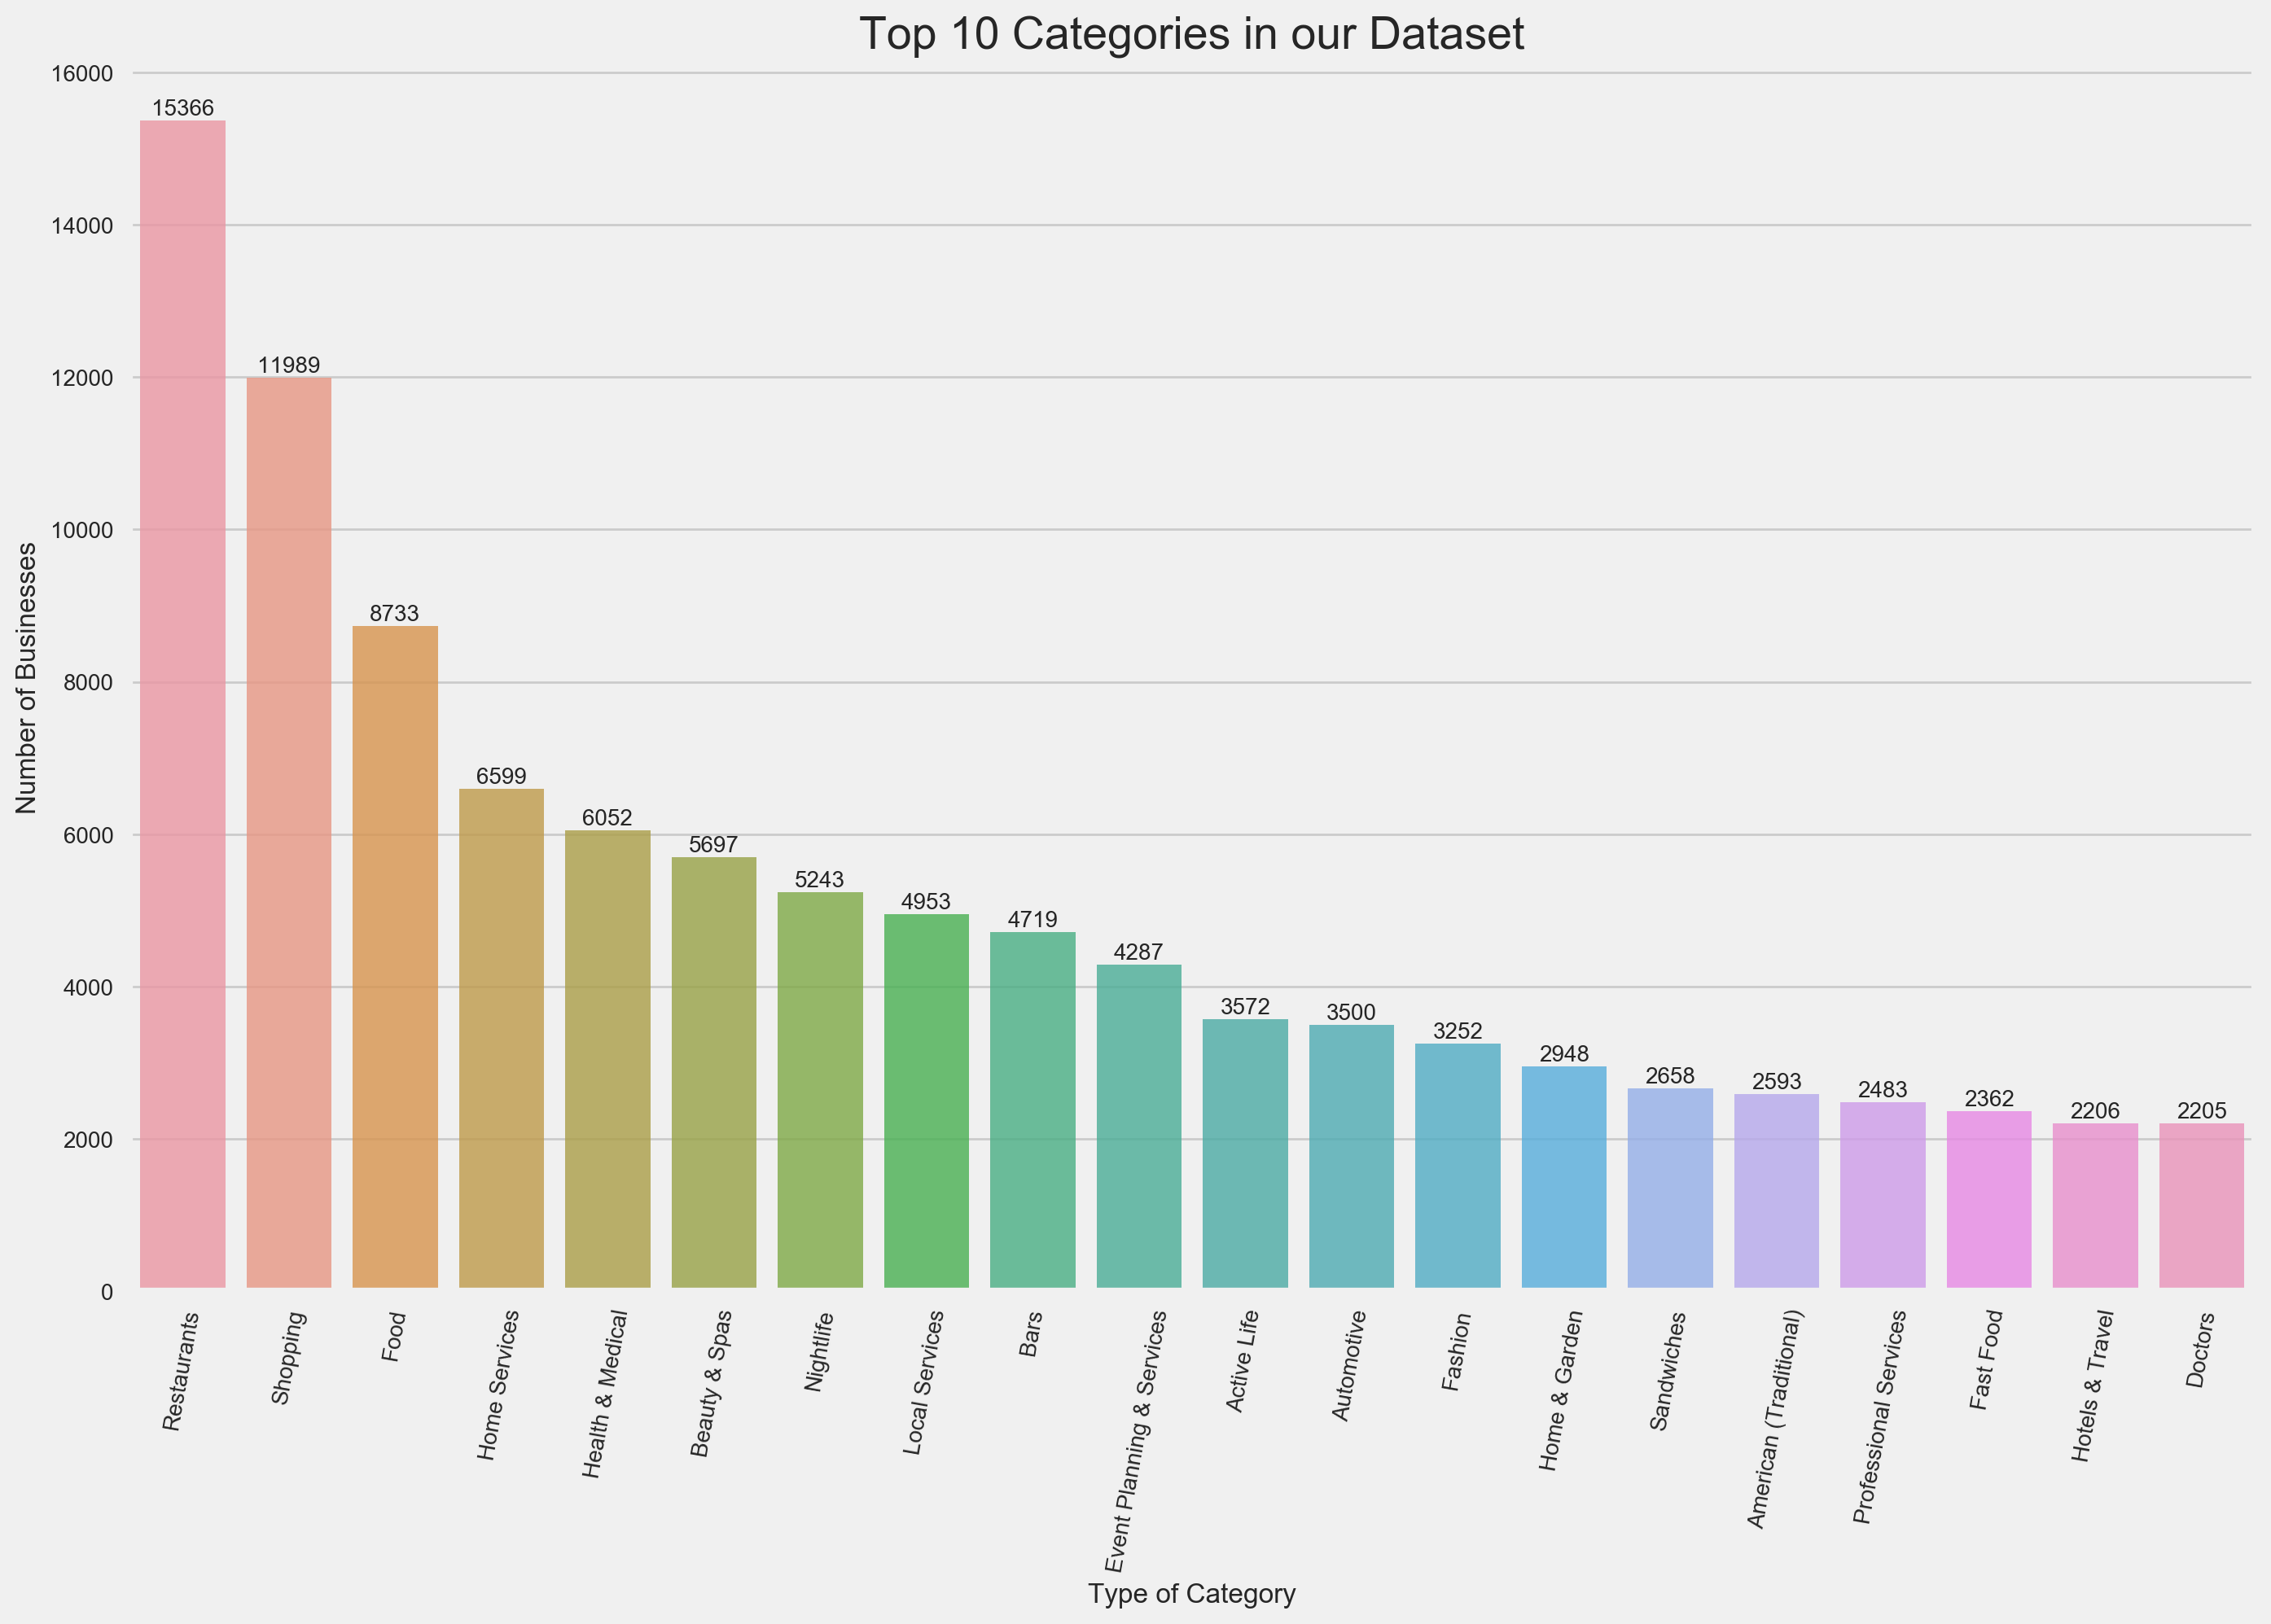 Top 10 Categories in our Dataset
Number of Businesses
16000
14000
12000
10000
8000
6000
4000
2000
0
15366
11989
8733
6599
6052
5697
5243
4953
4719
4287
3572
3500
3252
2948
2658
2593
2483
2362
2206
2205
Restaurants
Shopping
Food
Home Services
Health & Medical
Beauty & Spas
Nightlife
Local Services
Bars
Event Planning & Services
Active Life
Automotive
Fashion
Home & Garden
Sandwiches
American (Traditional)
Professional Services
Fast Food
Hotels & Travel
Doctors
Type of Category